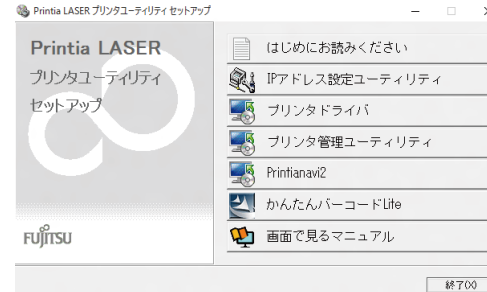 Printia LASER プリンタユーティリティ セットアップ
Printia LASER
プリンタユーティリティ
セットアップ
はじめにお読みください
IPアドレス設定ユーティリティ
プリンタドライバ
プリンタ管理ユーティリティ
Printianavi2
かんたんバーコードLite
画面で見るマニュアル
FUJITSU
終了(X)